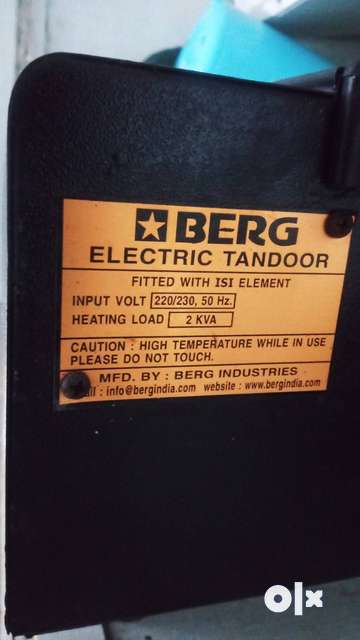 BERG
ELECTRIC TANDOOR
FITTED WITH ISI ELEMENT
INPUT VOLT 220/230, 50 Hz.
HEATING LOAD 2 KVA
CAUTION : HIGH TEMPERATURE WHILE IN USE
PLEASE DO NOT TOUCH.
MFD. BY : BERG INDUSTRIES
: info@bergindia.com website : www.bergindia.com
olx